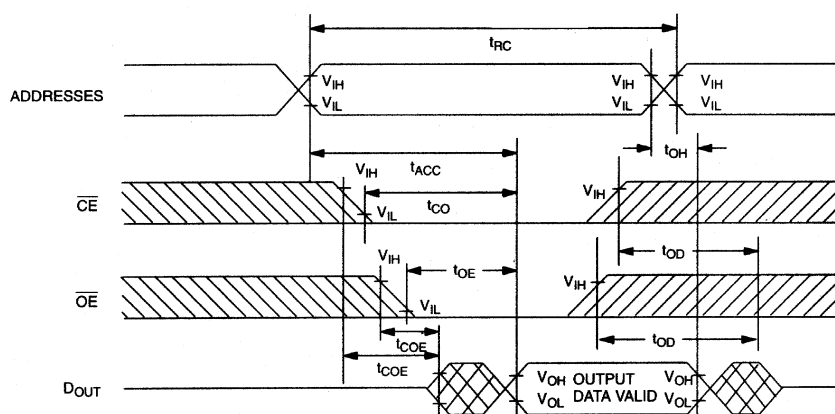 tRC
ADDRESSES
VIH VIH VIH
VIL VIL VIL
tOH
tACC
CE VIH VIL tCO VIH
tOD
OE VIH VIL tOE VIH
tOD
tCOE
tCOE
DOUT VOH OUTPUT VOH
VOL DATA VALID VOL